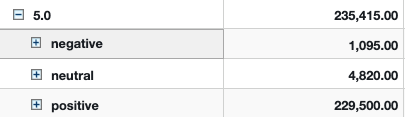 5.0 235,415.00
negative 1,095.00
neutral 4,820.00
positive 229,500.00